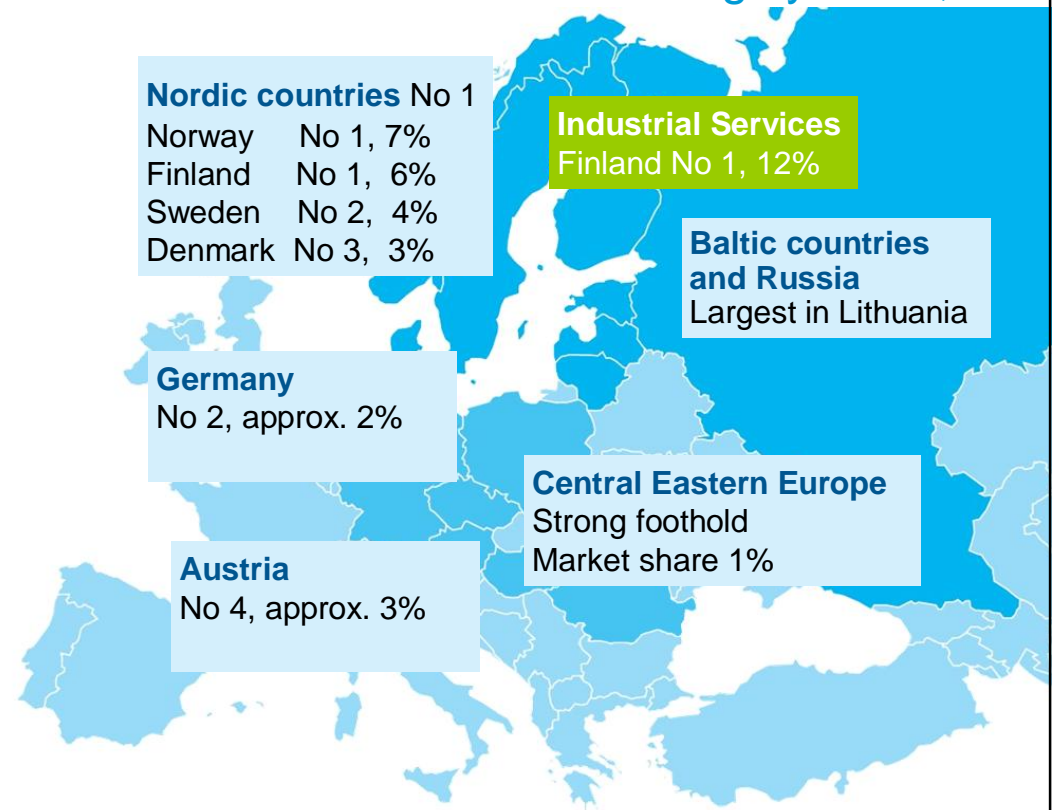 Nordic countries No 1
Norway No 1, 7%
Finland No 1, 6%
Sweden No 2, 4%
Denmark No 3, 3%
Industrial Services
Finland No 1, 12%
Baltic countries
and Russia
Largest in Lithuania
Germany
No 2, approx. 2%
Central Eastern Europe
Strong foothold
Market share 1%
Austria
No 4, approx. 3%